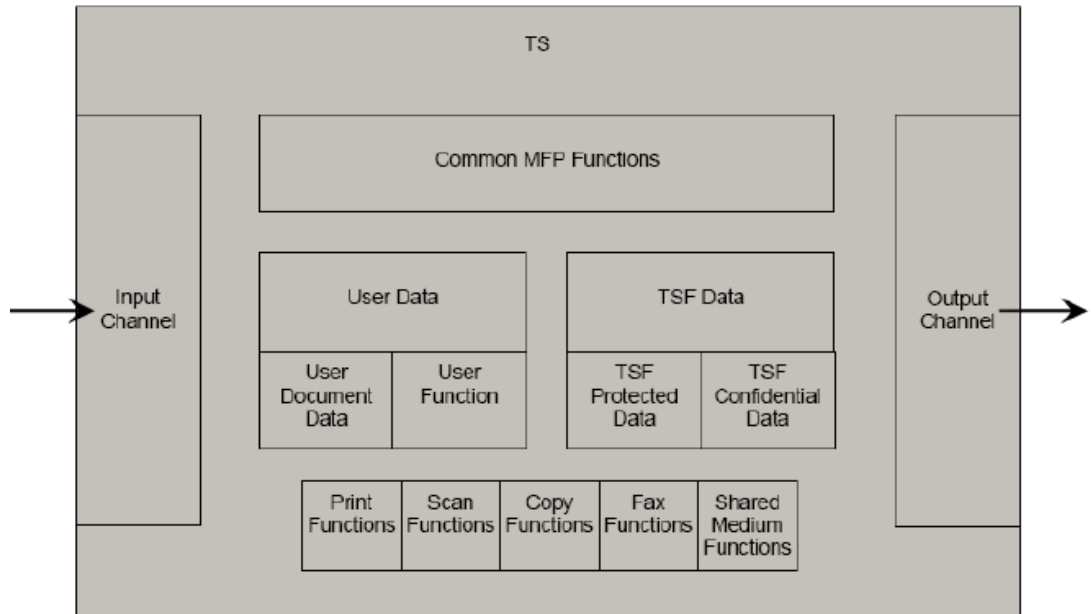 TS
Common MFP Functions
Input
Channel
User Data
TSF Data
Output
Channel
User
Document
Data
User
Function
TSF
Protected
Data
TSF
Confidential
Data
Print
Functions
Scan
Functions
Copy
Functions
Fax
Functions
Shared
Medium
Functions